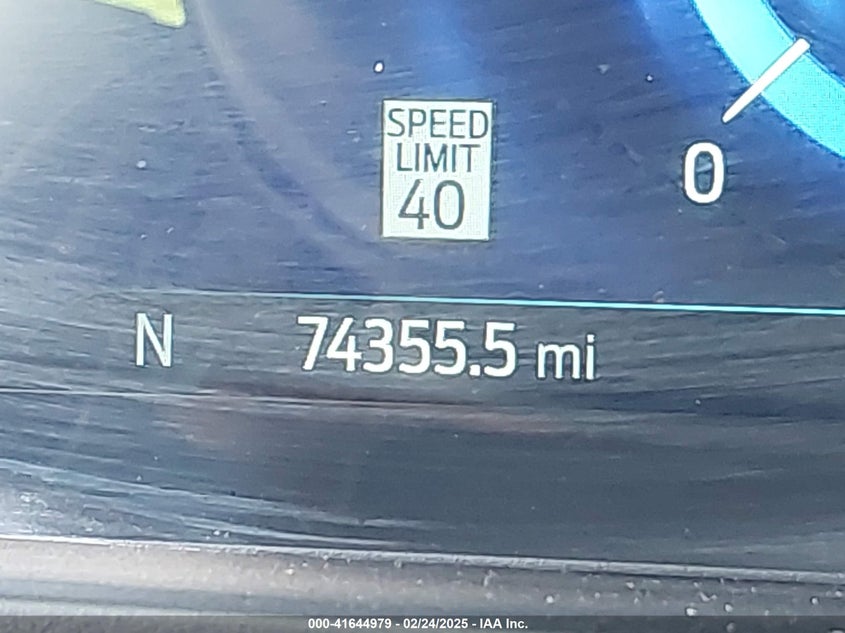 SPEED
LIMIT
40
0
N 74355.5 mi
000-41644979 - 02/24/2025 - IAA Inc.